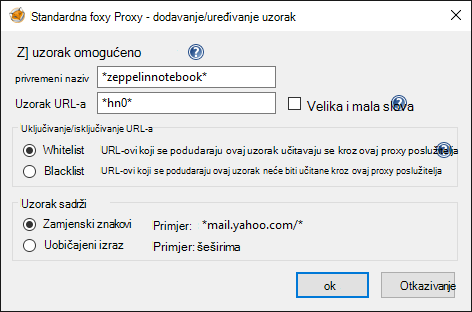 Standardna foxy Proxy - dodavanje/uređivanje uzorak
Z] uzorak omogućeno
privremeni naziv *zeppelinnotebook*
Uzorak URL-a *hn0* Velika i mala slova
Uključivanje/isključivanje URL-a
Whitelist URL-ovi koji se podudaraju ovaj uzorak učitavaju se kroz ovaj proxy poslužitelja
Blacklist URL-ovi koji se podudaraju ovaj uzorak neće biti učitane kroz ovaj proxy poslužitelja
Uzorak sadrži
Zamjenski znakovi Primjer: *mail.yahoo.com/*
Uobičajeni izraz Primjer: šeširima
ok Otkazivanje